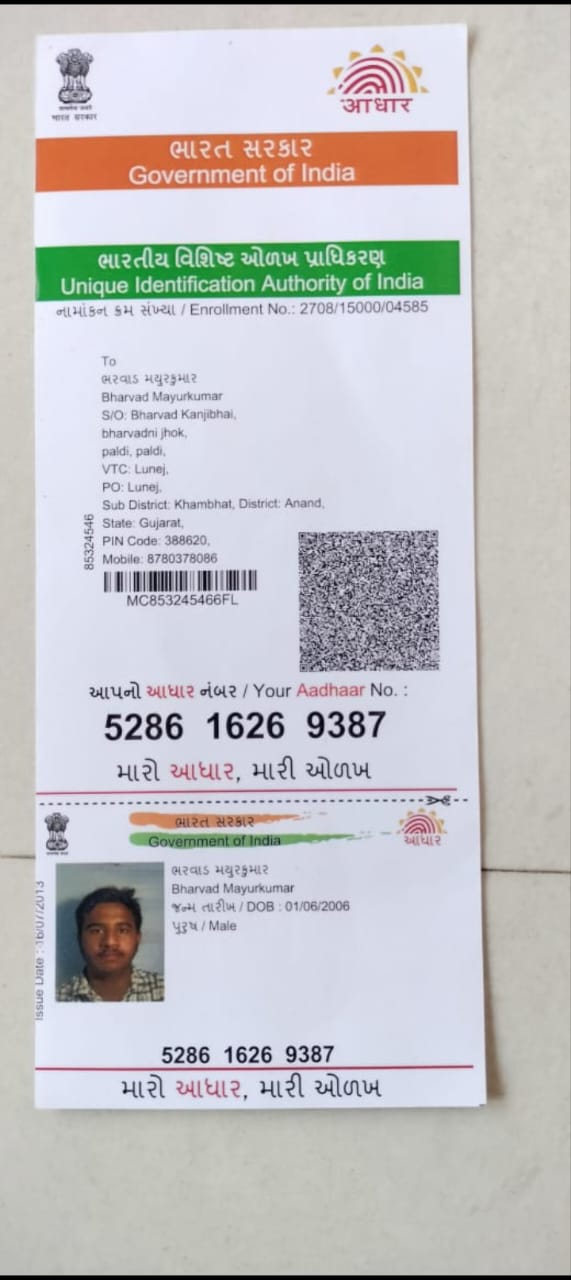 भारत सरकार
आधार
ભારત સરકાર
Government of India
ભારતીય વિશિષ્ટ ઓળખ પ્રાધિકરણ
Unique Identification Authority of India
નામાંકન ક્રમ સંખ્યા / Enrollment No.: 2708/15000/04585
To
ભરવાડ મયુરકુમાર
Bharvad Mayurkumar
S/O: Bharvad Kanjibhai,
bharvadni jhok,
paldi, paldi,
VTC: Lunej,
PO: Lunej,
Sub District: Khambhat, District: Anand,
State: Gujarat,
PIN Code: 388620,
Mobile: 8780378086
85324546
MC853245466FL
આપનો આધાર નંબર / Your Aadhaar No. :
5286 1626 9387
મારો આધાર, મારી ઓળખ
ભારત સરકાર
Government of India
આધાર
ભરવાડ મયુરકુમાર
Bharvad Mayurkumar
જન્મ તારીખ / DOB : 01/06/2006
પુરુષ / Male
Issue Date : 16/07/2013
5286 1626 9387
મારો આધાર, મારી ઓળખ